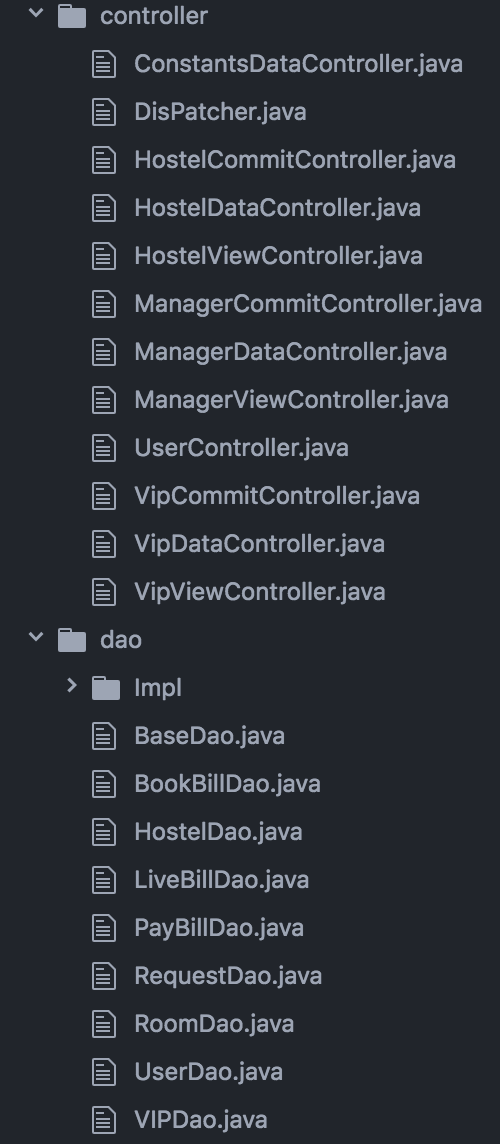 controller
ConstantsDataController.java
DisPatcher.java
HostelCommitController.java
HostelDataController.java
HostelViewController.java
ManagerCommitController.java
ManagerDataController.java
ManagerViewController.java
UserController.java
VipCommitController.java
VipDataController.java
VipViewController.java
dao
Impl
BaseDao.java
BookBillDao.java
HostelDao.java
LiveBillDao.java
PayBillDao.java
RequestDao.java
RoomDao.java
UserDao.java
VIPDao.java